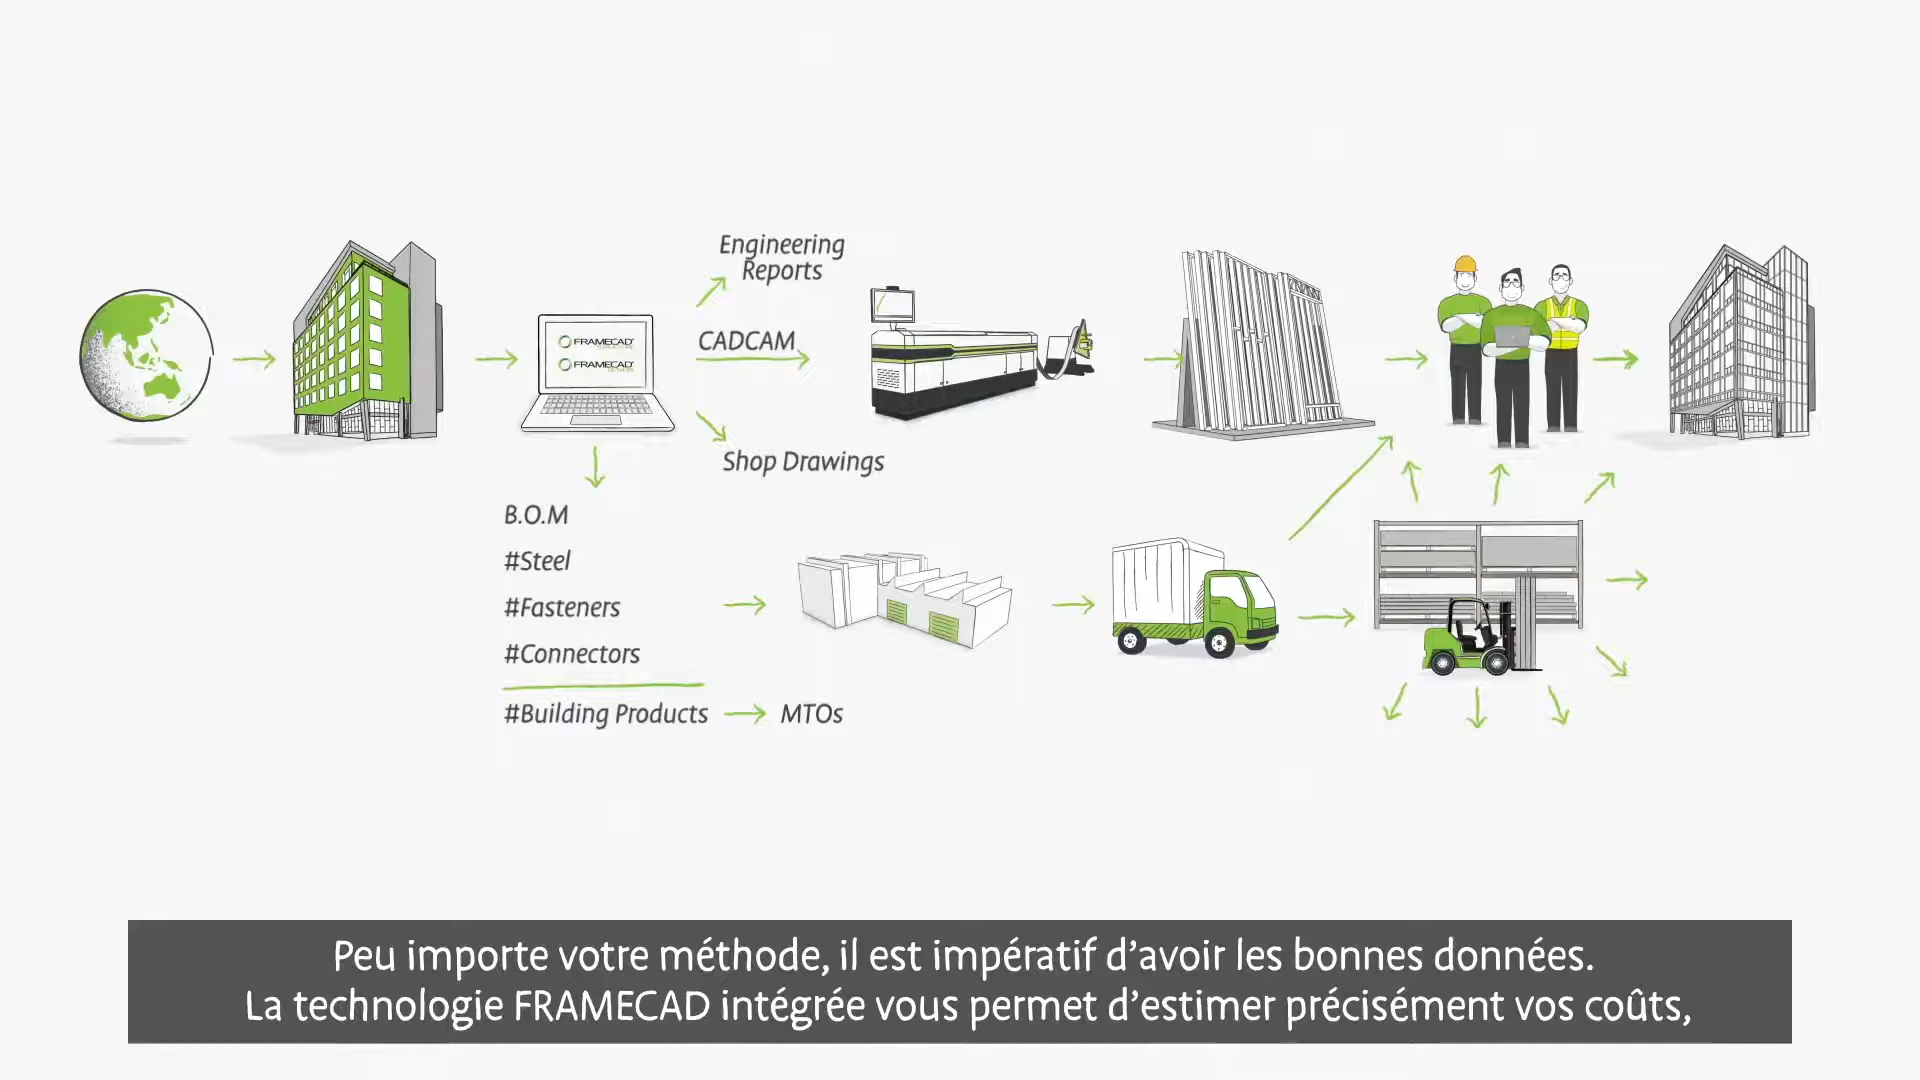 Engineering
Reports
CADCAM
FRAMECAD
FRAMECAD
Shop Drawings
B.O.M
#Steel
#Fasteners
#Connectors
#Building Products
MTOs
Peu importe votre méthode, il est impératif d’avoir les bonnes données.
La technologie FRAMECAD intégrée vous permet d’estimer précisément vos coûts,